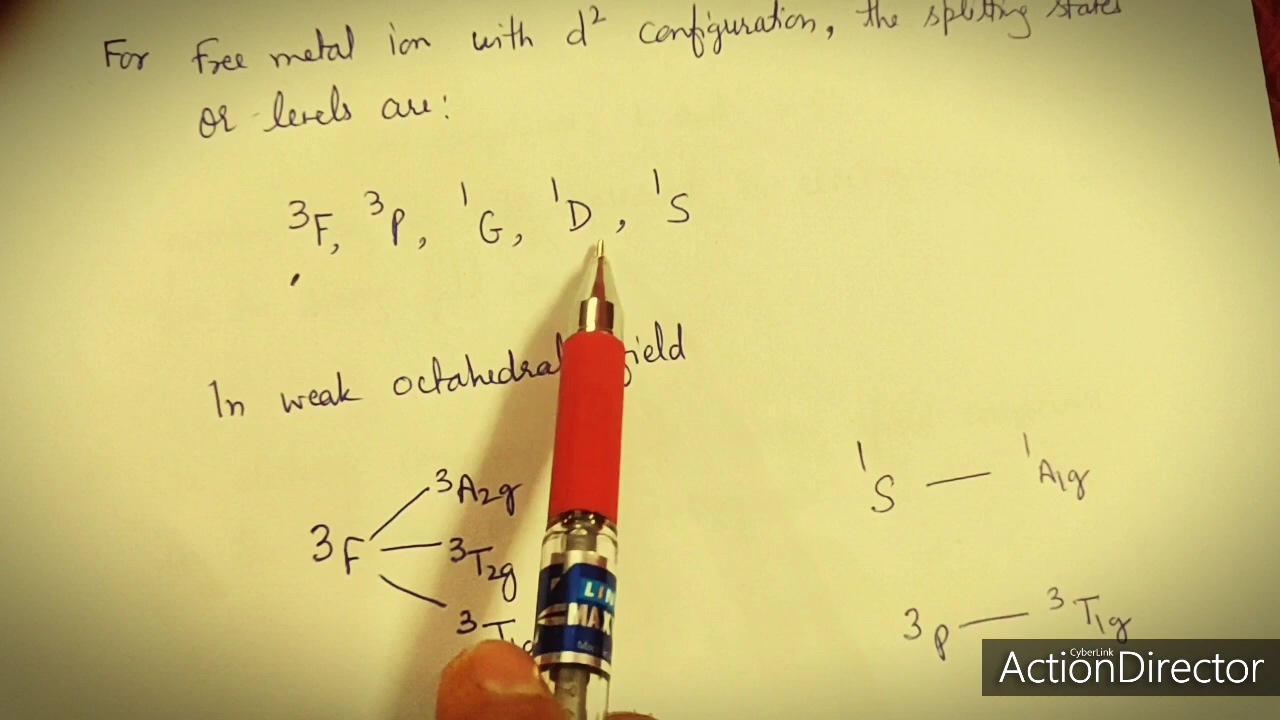 For free metal ion with d² configuration, the splitting states
or levels are:
³F, ³P, ¹G, ¹D, ¹S
In weak octahedral field
³F
³A₂g
³T₂g
¹S — ¹A₁g
³P — ³T₁g
CyberLink
ActionDirector